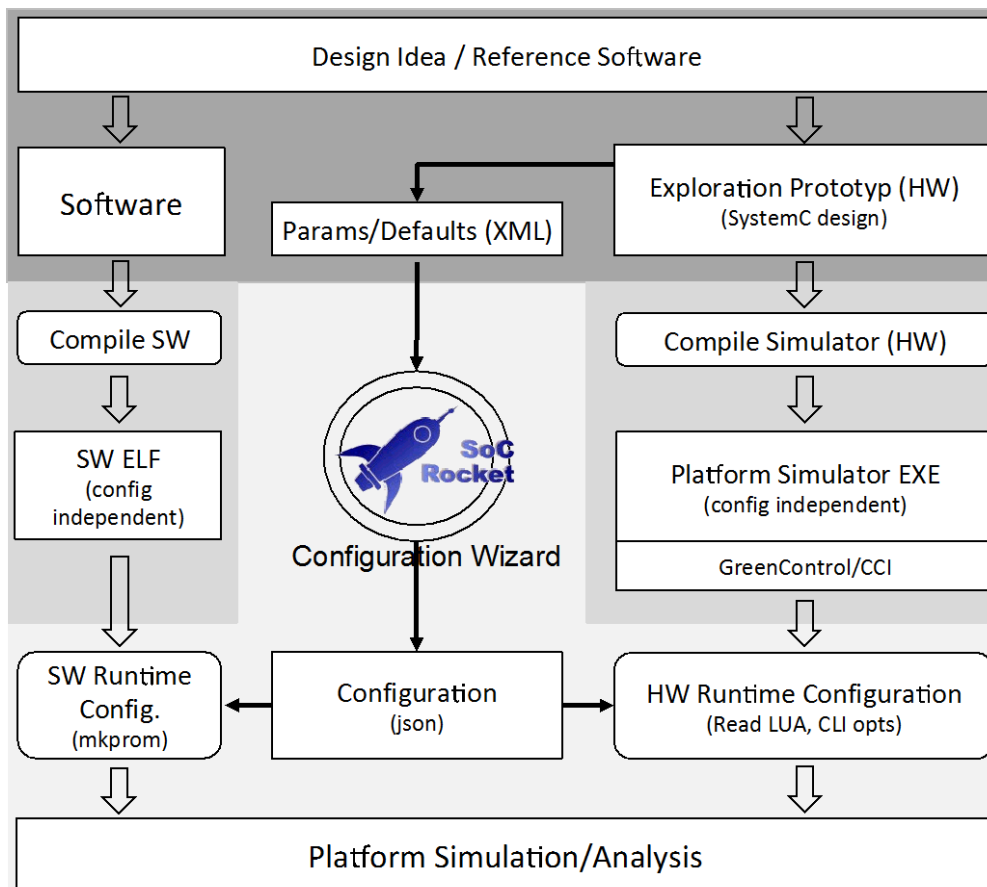 Design Idea / Reference Software
Software
Params/Defaults (XML)
Exploration Prototyp (HW)
(SystemC design)
Compile SW
Compile Simulator (HW)
SoC
Rocket
Configuration Wizard
SW ELF
(config
independent)
Platform Simulator EXE
(config independent)
GreenControl/CCI
SW Runtime
Config.
(mkprom)
Configuration
(json)
HW Runtime Configuration
(Read LUA, CLI opts)
Platform Simulation/Analysis